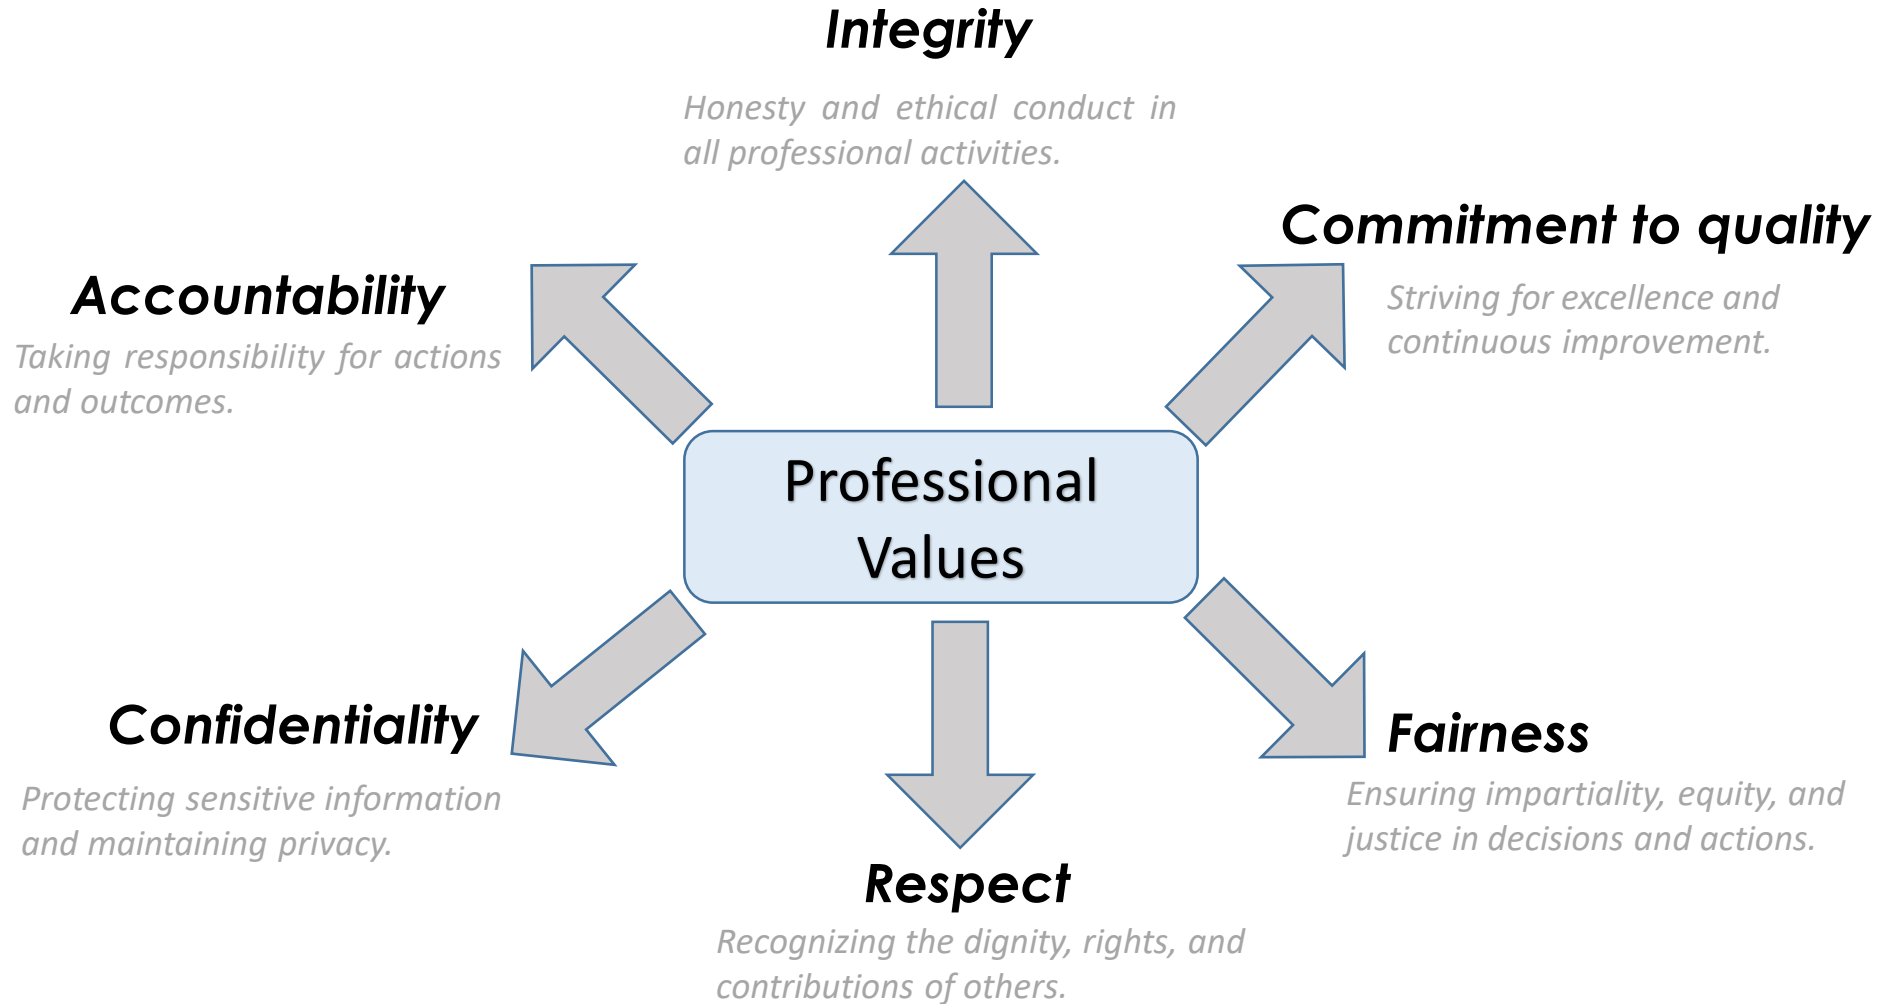 Integrity
Honesty and ethical conduct in
all professional activities.
Commitment to quality
Striving for excellence and
continuous improvement.
Accountability
Taking responsibility for actions
and outcomes.
Professional
Values
Confidentiality
Protecting sensitive information
and maintaining privacy.
Fairness
Ensuring impartiality, equity, and
justice in decisions and actions.
Respect
Recognizing the dignity, rights, and
contributions of others.